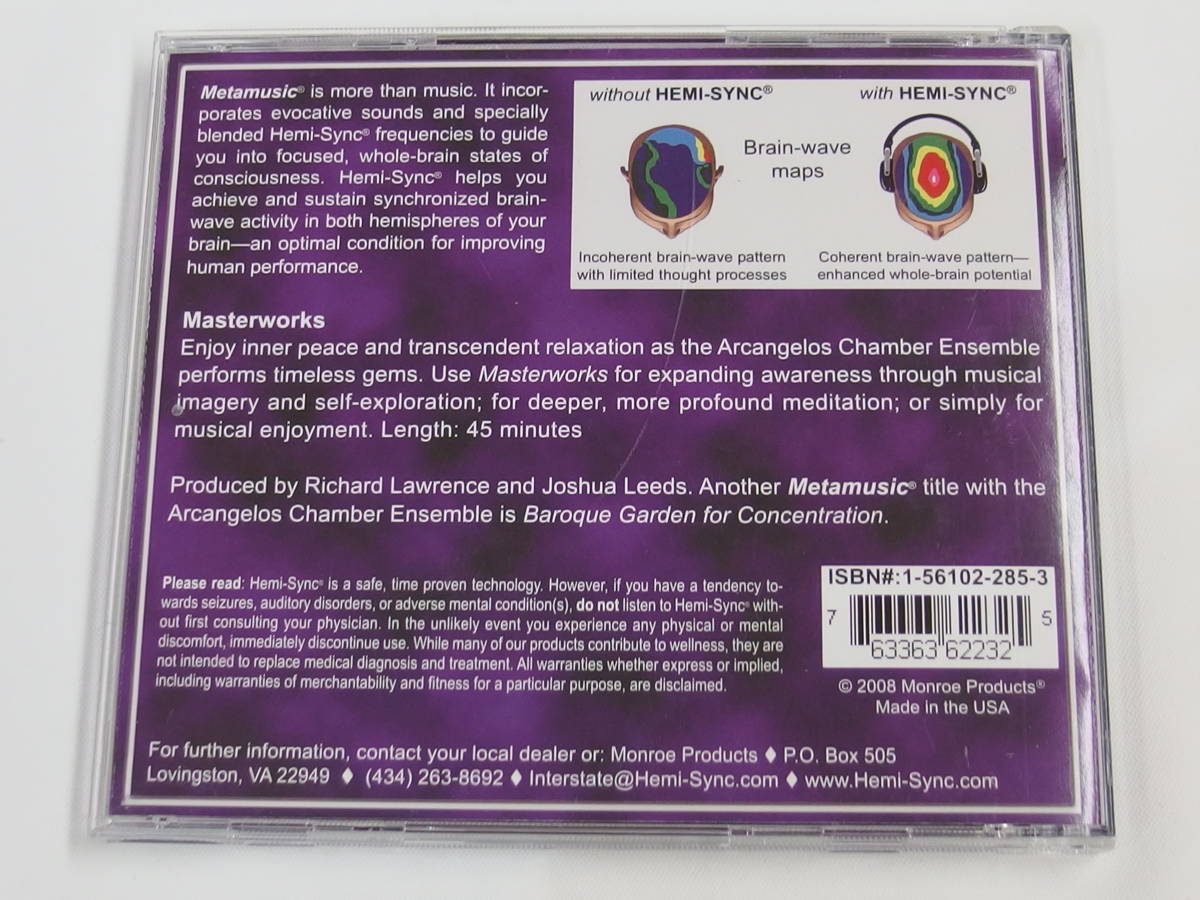 Metamusic® is more than music. It incor-
porates evocative sounds and specially
blended Hemi-Sync® frequencies to guide
you into focused, whole-brain states of
consciousness. Hemi-Sync® helps you
achieve and sustain synchronized brain-
wave activity in both hemispheres of your
brain—an optimal condition for improving
human performance.
without HEMI-SYNC®
with HEMI-SYNC®
Brain-wave
maps
Incoherent brain-wave pattern
with limited thought processes
Coherent brain-wave pattern—
enhanced whole-brain potential
Masterworks
Enjoy inner peace and transcendent relaxation as the Arcangelos Chamber Ensemble
performs timeless gems. Use Masterworks for expanding awareness through musical
imagery and self-exploration; for deeper, more profound meditation; or simply for
musical enjoyment. Length: 45 minutes
Produced by Richard Lawrence and Joshua Leeds. Another Metamusic® title with the
Arcangelos Chamber Ensemble is Baroque Garden for Concentration.
Please read: Hemi-Sync® is a safe, time proven technology. However, if you have a tendency to-
wards seizures, auditory disorders, or adverse mental condition(s), do not listen to Hemi-Sync® with-
out first consulting your physician. In the unlikely event you experience any physical or mental
discomfort, immediately discontinue use. While many of our products contribute to wellness, they are
not intended to replace medical diagnosis and treatment. All warranties whether express or implied,
including warranties of merchantability and fitness for a particular purpose, are disclaimed.
ISBN#:1-56102-285-3
7 63363 62232 5
© 2008 Monroe Products®
Made in the USA
For further information, contact your local dealer or: Monroe Products ♦ P.O. Box 505
Lovingston, VA 22949 ♦ (434) 263-8692 ♦ Interstate@Hemi-Sync.com ♦ www.Hemi-Sync.com